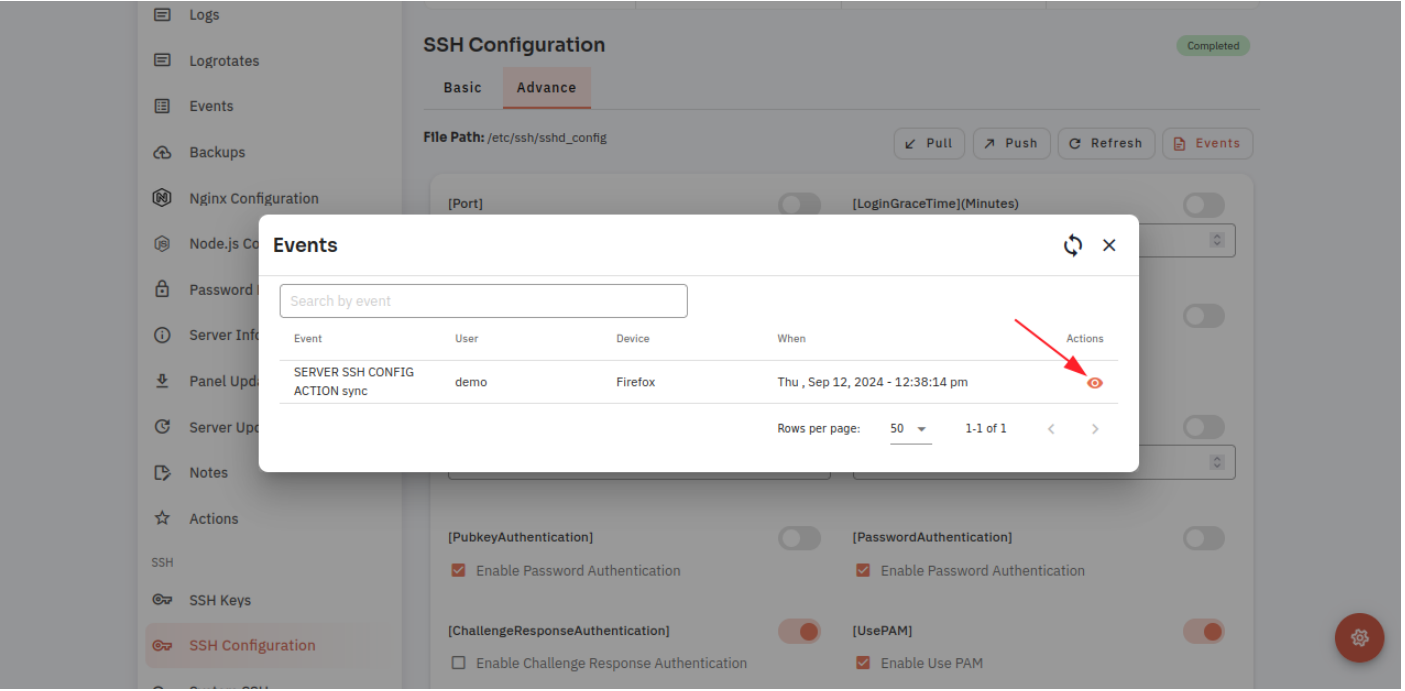 Logs
Logrotates
Events
Backups
Nginx Configuration
Node.js Co
Password
Server Info
Panel Upd
Server Upd
Notes
Actions
SSH
SSH Keys
SSH Configuration
SSH Configuration
Completed
Basic
Advance
File Path: /etc/ssh/sshd_config
Pull
Push
Refresh
Events
[Port]
[LoginGraceTime](Minutes)
Events
Search by event
Event
User
Device
When
Actions
SERVER SSH CONFIG
ACTION sync
demo
Firefox
Thu , Sep 12, 2024 - 12:38:14 pm
Rows per page:
50
1-1 of 1
[PubkeyAuthentication]
Enable Password Authentication
[PasswordAuthentication]
Enable Password Authentication
[ChallengeResponseAuthentication]
Enable Challenge Response Authentication
[UsePAM]
Enable Use PAM